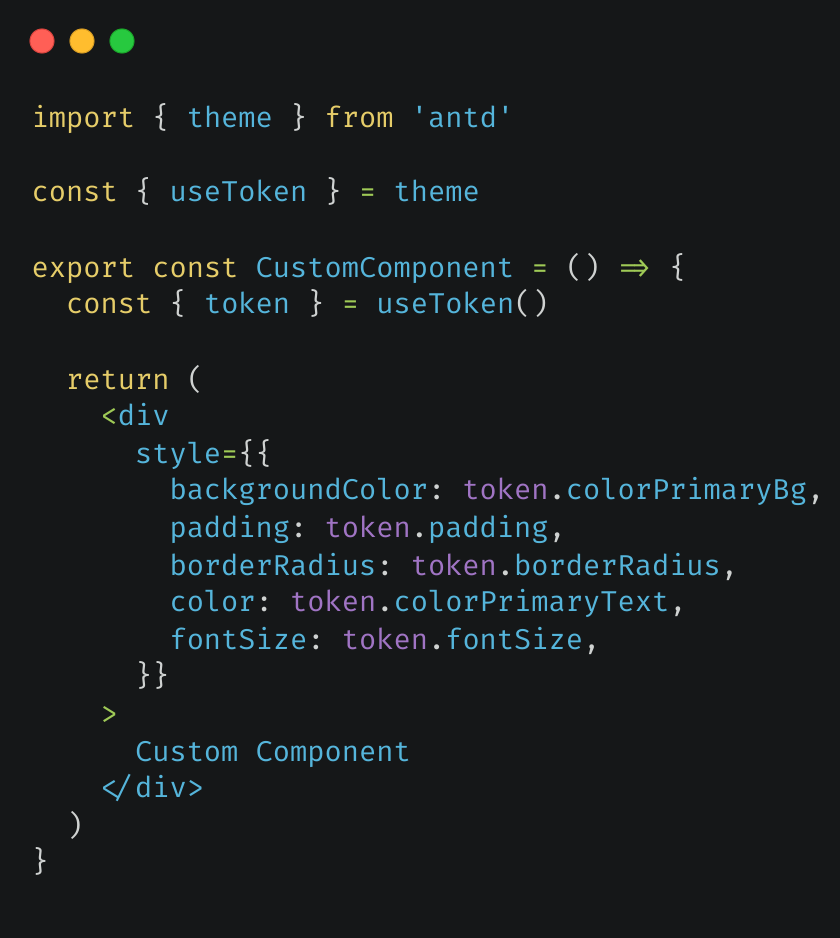 import { theme } from 'antd'
const { useToken } = theme
export const CustomComponent = () => {
  const { token } = useToken()
  return (
    <div
      style={{
        backgroundColor: token.colorPrimaryBg,
        padding: token.padding,
        borderRadius: token.borderRadius,
        color: token.colorPrimaryText,
        fontSize: token.fontSize,
      }}
    >
      Custom Component
    </div>
  )
}